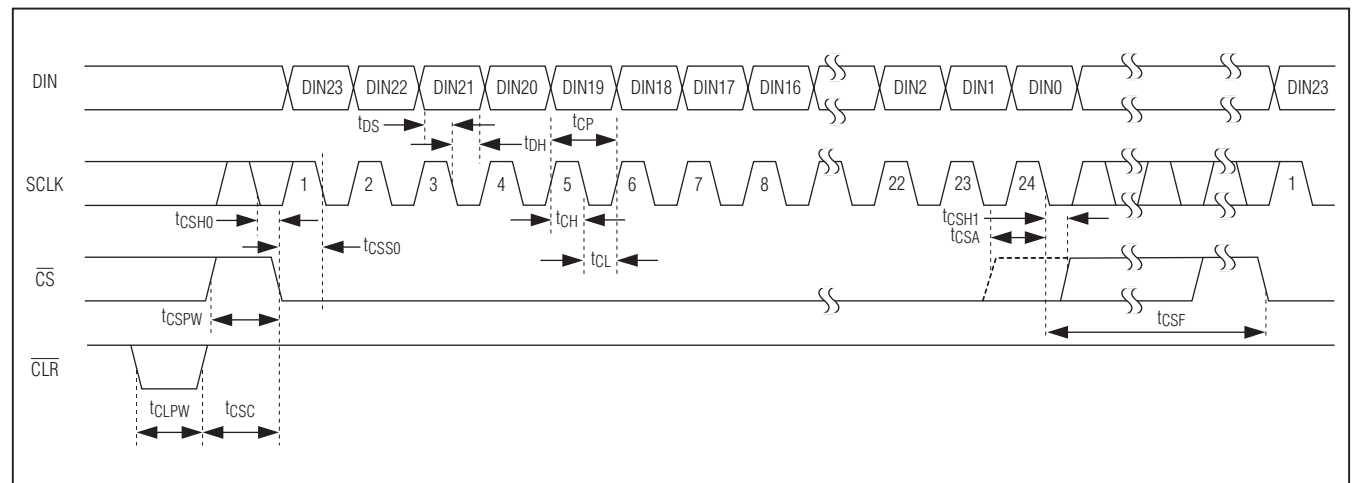 DIN DIN23 DIN22 DIN21 DIN20 DIN19 DIN18 DIN17 DIN16 DIN2 DIN1 DIN0 DIN23
tDS tCP
tDH
SCLK 1 2 3 4 5 6 7 8 22 23 24 1
tCSH0 tCH tCSH1
tCSS0 tCSA
tCL
CS
tCSPW tCSF
CLR
tCLPW tCSC